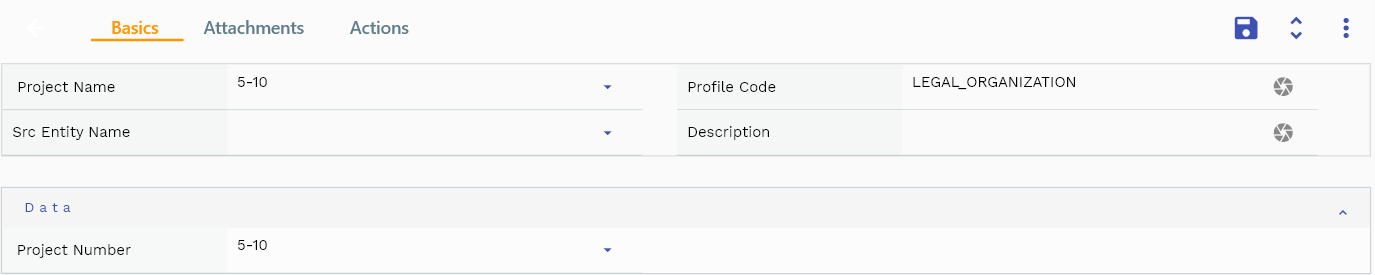 Basics Attachments Actions
Project Name 5-10 Profile Code LEGAL_ORGANIZATION
Src Entity Name Description
Data
Project Number 5-10